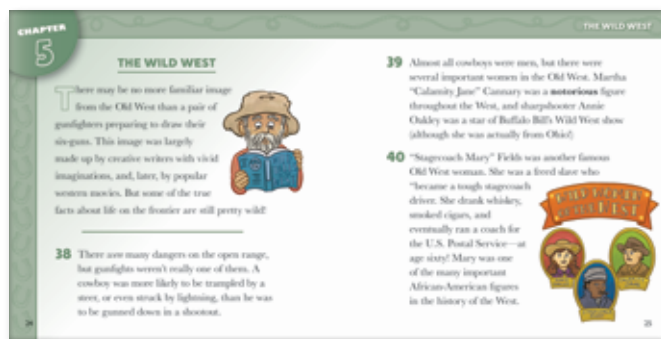 CHAPTER
5
THE WILD WEST
There may be no more familiar image
from the Old West than a pair of
gunfighters preparing to draw their
six-guns. This image was largely
made up by creative writers with vivid
imaginations, and, later, by popular
western movies. But some of the true
facts about life on the frontier are still pretty wild!
38 There are many dangers on the open range,
but gunfights weren't really one of them. A
cowboy was more likely to be trampled by a
steer, or even struck by lightning, than he was
to be gunned down in a shootout.
24
THE WILD WEST
39 Almost all cowboys were men, but there were
several important women in the Old West. Martha
"Calamity Jane" Cannary was a notorious figure
throughout the West, and sharpshooter Annie
Oakley was a star of Buffalo Bill's Wild West show
(although she was actually from Ohio!)
40 "Stagecoach Mary" Fields was another famous
Old West woman. She was a freed slave who
"became a tough stagecoach
driver. She drank whiskey,
smoked cigars, and
eventually ran a coach for
the U.S. Postal Service—at
age sixty! Mary was one
of the many important
African-American figures
in the history of the West.
25